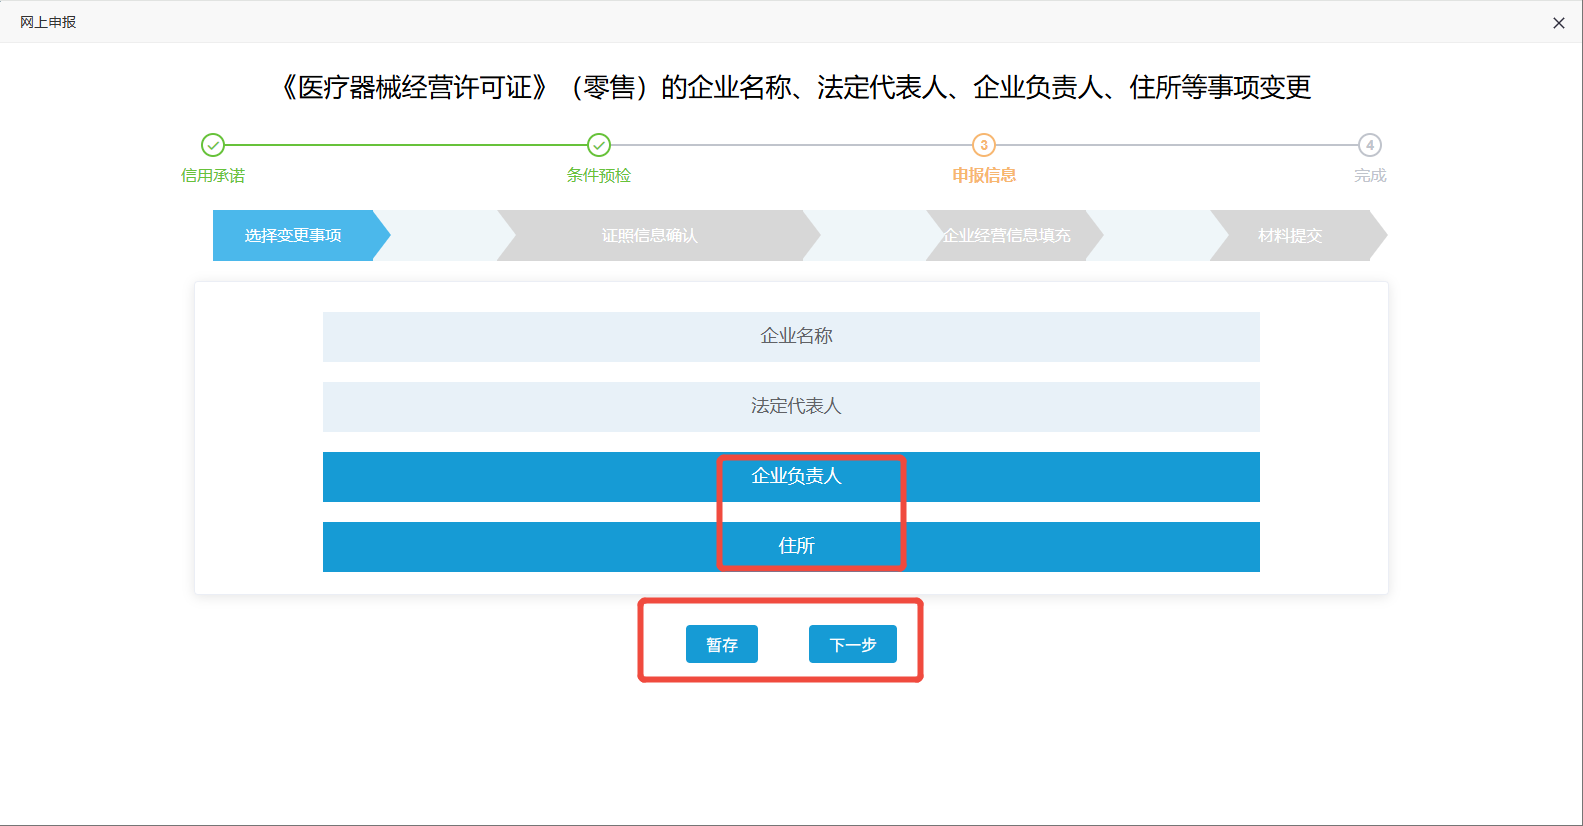 网上申报
《医疗器械经营许可证》（零售）的企业名称、法定代表人、企业负责人、住所等事项变更
3 4
信用承诺 条件预检 申报信息 完成
选择变更事项 证照信息确认 企业经营信息填充 材料提交
企业名称
法定代表人
企业负责人
住所
暂存 下一步